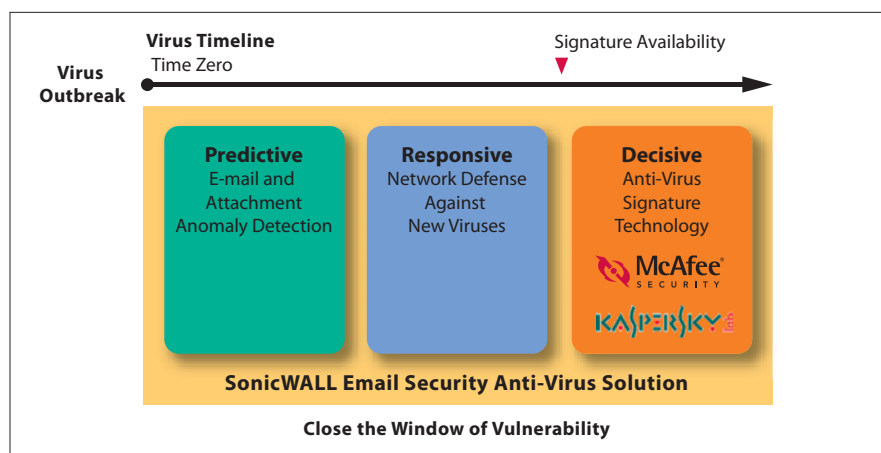 Virus Timeline
Time Zero
Signature Availability
Virus
Outbreak
Predictive
E-mail and
Attachment
Anomaly Detection
Responsive
Network Defense
Against
New Viruses
Decisive
Anti-Virus
Signature
Technology
McAfee®
SECURITY
KASPERSKY lab
SonicWALL Email Security Anti-Virus Solution
Close the Window of Vulnerability